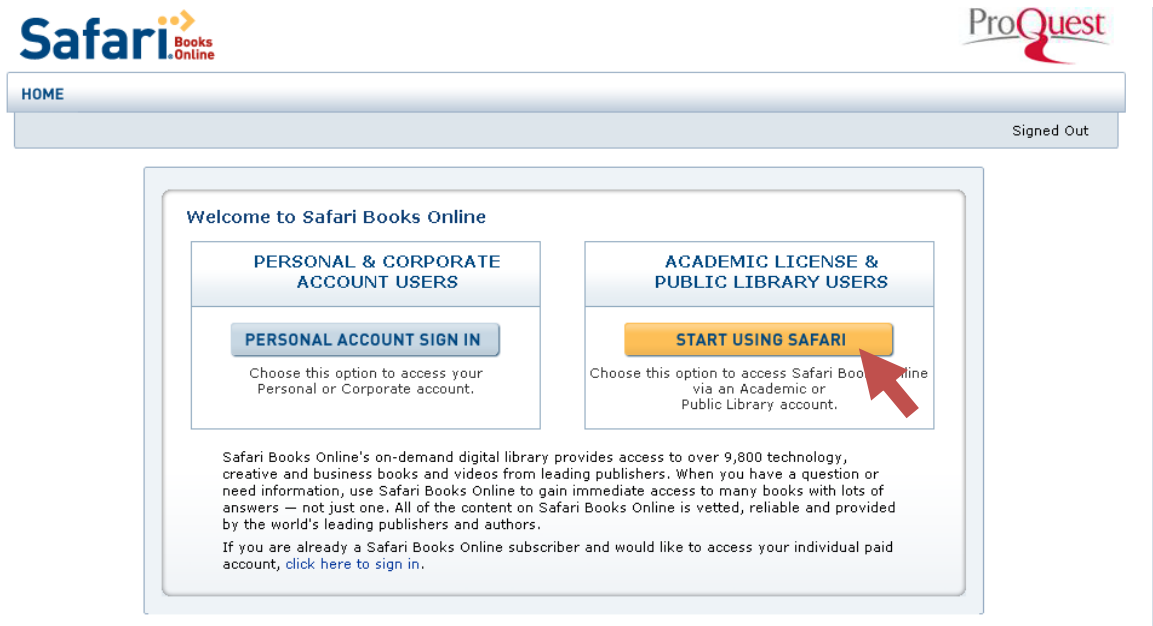 Safari Books Online
ProQuest
HOME
Signed Out
Welcome to Safari Books Online
PERSONAL & CORPORATE
ACCOUNT USERS
PERSONAL ACCOUNT SIGN IN
Choose this option to access your
Personal or Corporate account.
ACADEMIC LICENSE &
PUBLIC LIBRARY USERS
START USING SAFARI
Choose this option to access Safari
via an Academic or
Public Library account.
Safari Books Online's on-demand digital library provides access to over 9,800 technology,
creative and business books and videos from leading publishers. When you have a question or
need information, use Safari Books Online to gain immediate access to many books with lots of
answers — not just one. All of the content on Safari Books Online is vetted, reliable and provided
by the world's leading publishers and authors.
If you are already a Safari Books Online subscriber and would like to access your individual paid
account, click here to sign in.